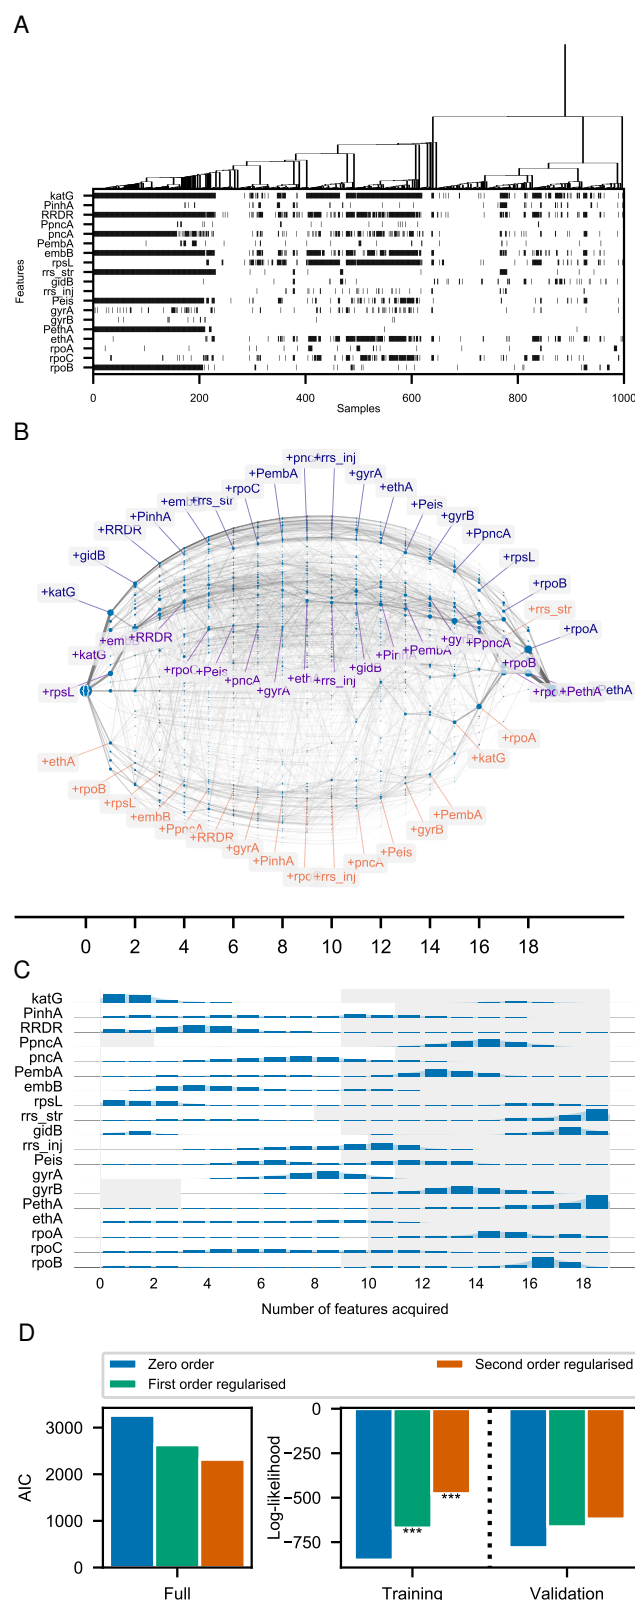 A
katG
PinhA
RRDR
PpncA
pncA
PembA
embB
rpsL
rrs_str
gidB
rrs_inj
Peis
gyrA
gyrB
PethA
ethA
rpoA
rpoC
rpoB
Features
0 200 400 600 800 1000
Samples
B
+rrs_inj
+PembA
+gyrA
+rpoC
+ethA
+rrs_str
+Peis
+PinhA
+gyrB
+RRDR
+PpncA
+gidB
+rpsL
+katG
+rpoB
+rrs_str
+rpoA
+RRDR
+katG
+PembA
+PpncA
+gidB
+rpoB
+Peis
+pncA
+rrs_inj
+gyrA
+rpsL
+PethA
+rpoA
+katG
+ethA
+rpoB
+rpsL
+embB
+PpncA
+RRDR
+gyrA
+PinhA
+rrs_inj
+pncA
+Peis
+gyrB
+PembA
0 2 4 6 8 10 12 14 16 18
C
katG
PinhA
RRDR
PpncA
pncA
PembA
embB
rpsL
rrs_str
gidB
rrs_inj
Peis
gyrA
gyrB
PethA
ethA
rpoA
rpoC
rpoB
0 2 4 6 8 10 12 14 16 18
Number of features acquired
D
Zero order
First order regularised
Second order regularised
AIC
3000
2000
1000
0
Full
Log-likelihood
0
−250
−500
−750
***
***
Training
Validation